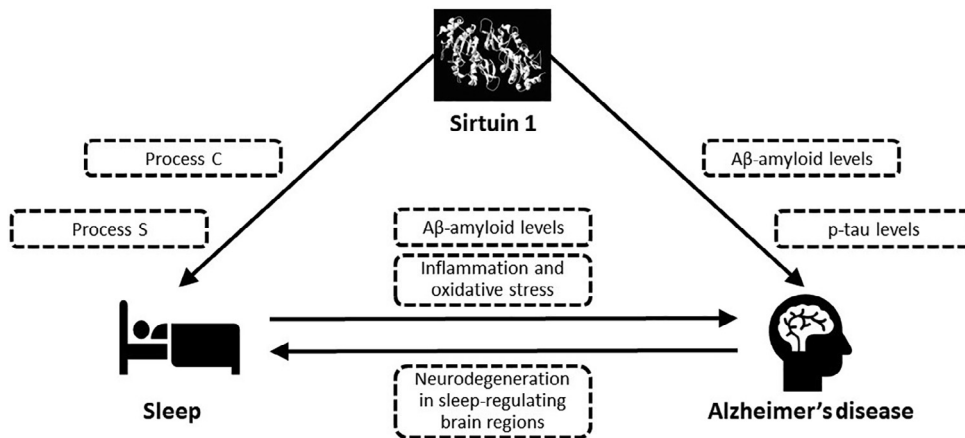 Sirtuin 1
Process C
Aβ-amyloid levels
Process S
Aβ-amyloid levels
p-tau levels
Inflammation and
oxidative stress
Neurodegeneration
in sleep-regulating
brain regions
Sleep
Alzheimer's disease